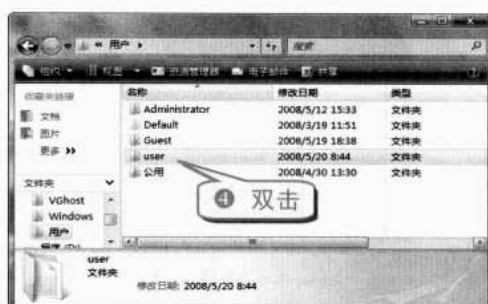 « 用户 ›
搜索
组织 视图 资源管理器 电子邮件 共享
收藏夹链接
文档
图片
更多 »
文件夹
VGhost
Windows
用户
名称 修改日期 类型
Administrator 2008/5/12 15:33 文件夹
Default 2008/3/19 11:51 文件夹
Guest 2006/5/19 18:38 文件夹
user 2008/5/20 8:44 文件夹
公用 2008/4/30 13:30 文件夹
❹ 双击
user
文件夹
修改日期: 2008/5/20 8:44